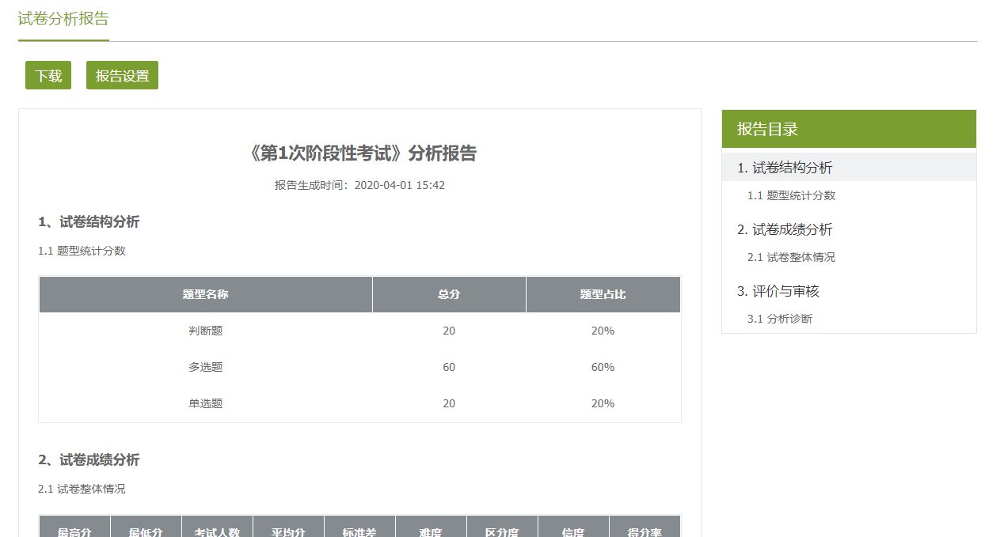 试卷分析报告
下载 报告设置
《第1次阶段性考试》分析报告
报告生成时间：2020-04-01 15:42
1、试卷结构分析
1.1 题型统计分数
题型名称 总分 题型占比
判断题 20 20%
多选题 60 60%
单选题 20 20%
2、试卷成绩分析
2.1 试卷整体情况
最高分 最低分 考试人数 平均分 标准差 难度 区分度 信度 得分率
报告目录
1. 试卷结构分析
1.1 题型统计分数
2. 试卷成绩分析
2.1 试卷整体情况
3. 评价与审核
3.1 分析诊断